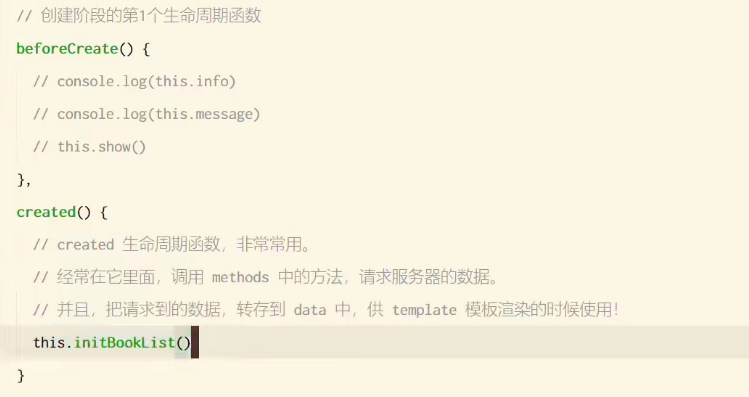 // 创建阶段的第1个生命周期函数
beforeCreate() {
// console.log(this.info)
// console.log(this.message)
// this.show()
},
created() {
// created 生命周期函数，非常常用。
// 经常在它里面，调用 methods 中的方法，请求服务器的数据。
// 并且，把请求到的数据，转存到 data 中，供 template 模板渲染的时候使用！
this.initBookList()
}